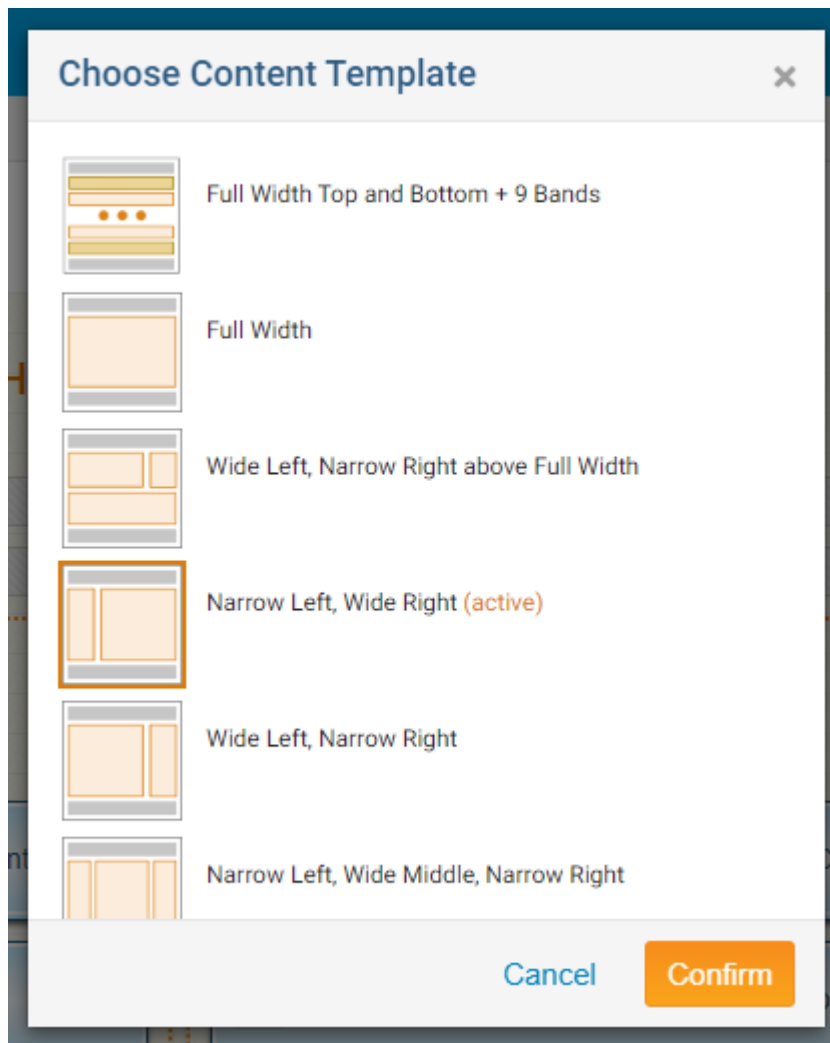 Choose Content Template
×
Full Width Top and Bottom + 9 Bands
Full Width
Wide Left, Narrow Right above Full Width
Narrow Left, Wide Right (active)
Wide Left, Narrow Right
Narrow Left, Wide Middle, Narrow Right
Cancel
Confirm